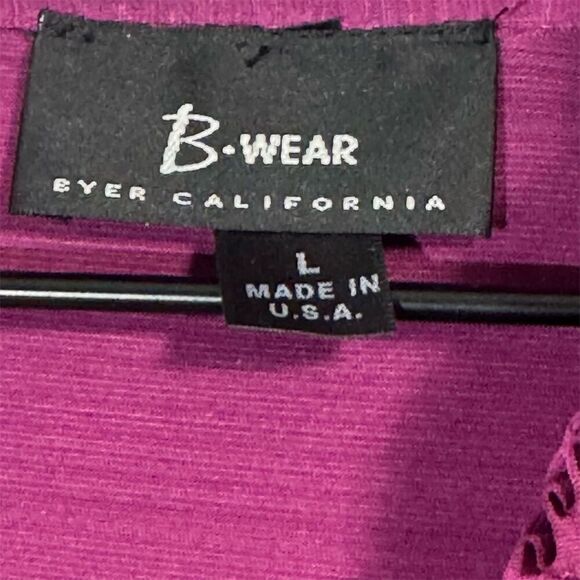 B·WEAR
BYER CALIFORNIA
L
MADE IN
U.S.A.